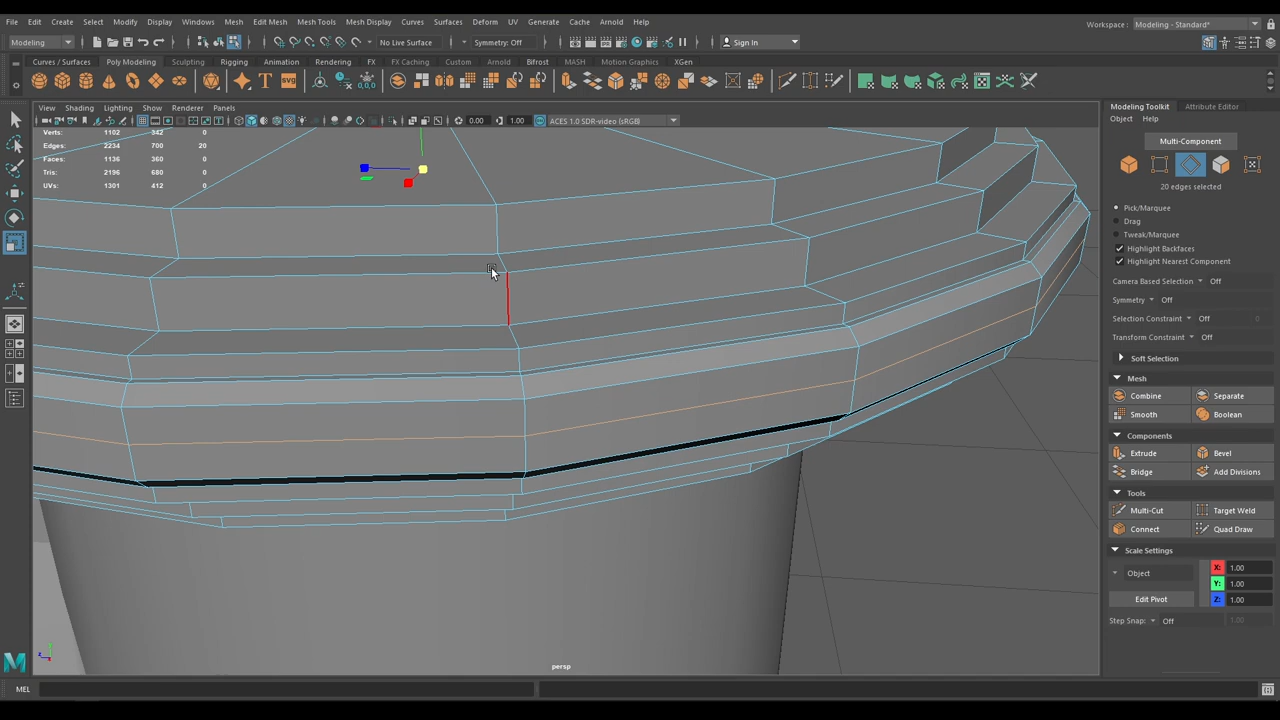 File Edit Create Select Modify Display Windows Mesh Edit Mesh Mesh Tools Mesh Display Curves Surfaces Deform UV Generate Cache Arnold Help
Workspace : Modeling - Standard*
Modeling No Live Surface Symmetry: Off Sign In
Curves / Surfaces Poly Modeling Sculpting Rigging Animation Rendering FX FX Caching Custom Arnold Bifrost MASH Motion Graphics XGen
SVG
0,0,0
View Shading Lighting Show Renderer Panels
0.00 1.00 ACES 1.0 SDR-video (sRGB)
Verts: 1102 342 0
Edges: 2234 700 20
Faces: 1136 360 0
Tris: 2196 680 0
UVs: 1301 412 0
persp
Modeling Toolkit Attribute Editor
Object Help
Multi-Component
20 edges selected
Pick/Marquee
Drag
Tweak/Marquee
Highlight Backfaces
Highlight Nearest Component
Camera Based Selection Off
Symmetry Off
Selection Constraint Off
Transform Constraint Off
Soft Selection
Mesh
Combine Separate
Smooth Boolean
Components
Extrude Bevel
Bridge Add Divisions
Tools
Multi-Cut Target Weld
Connect Quad Draw
Scale Settings
Object X: 1.00
Y: 1.00
Edit Pivot Z: 1.00
Step Snap: Off 1.00
MEL